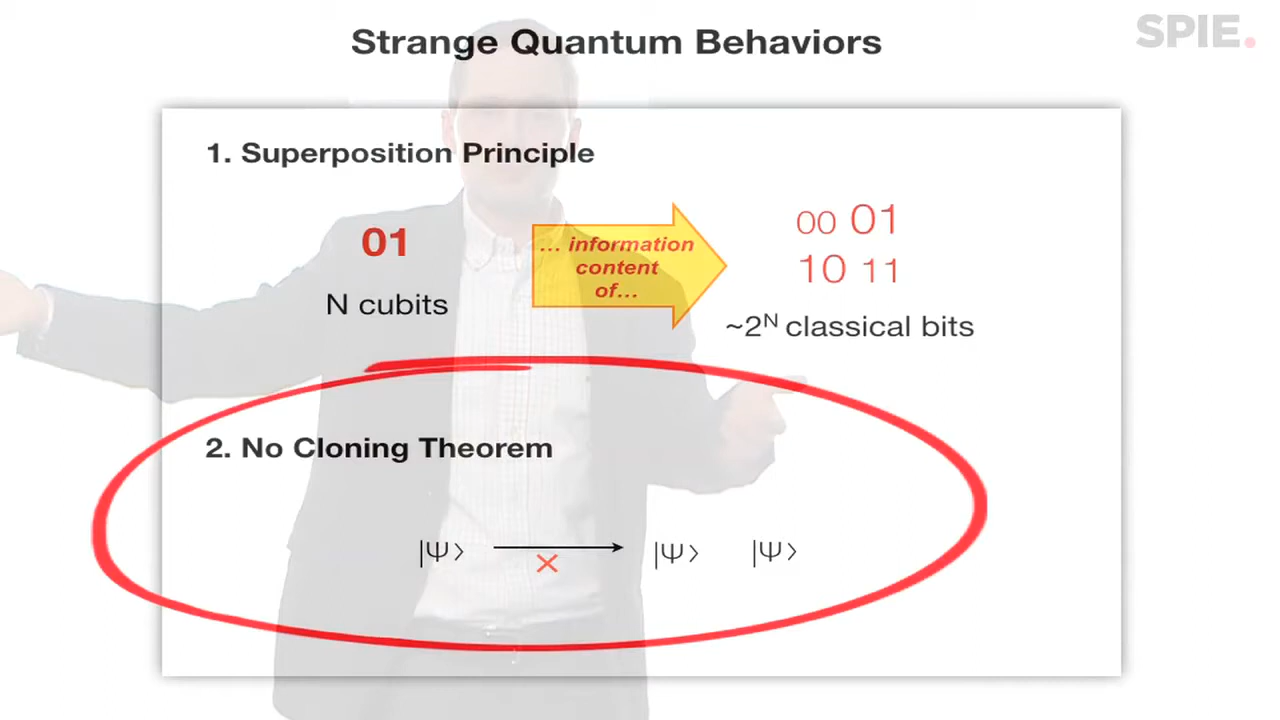 Strange Quantum Behaviors
SPIE.
1. Superposition Principle
01
N cubits
... information
content
of...
00 01
10 11
~2ᴺ classical bits
2. No Cloning Theorem
|Ψ⟩ → × |Ψ⟩ |Ψ⟩